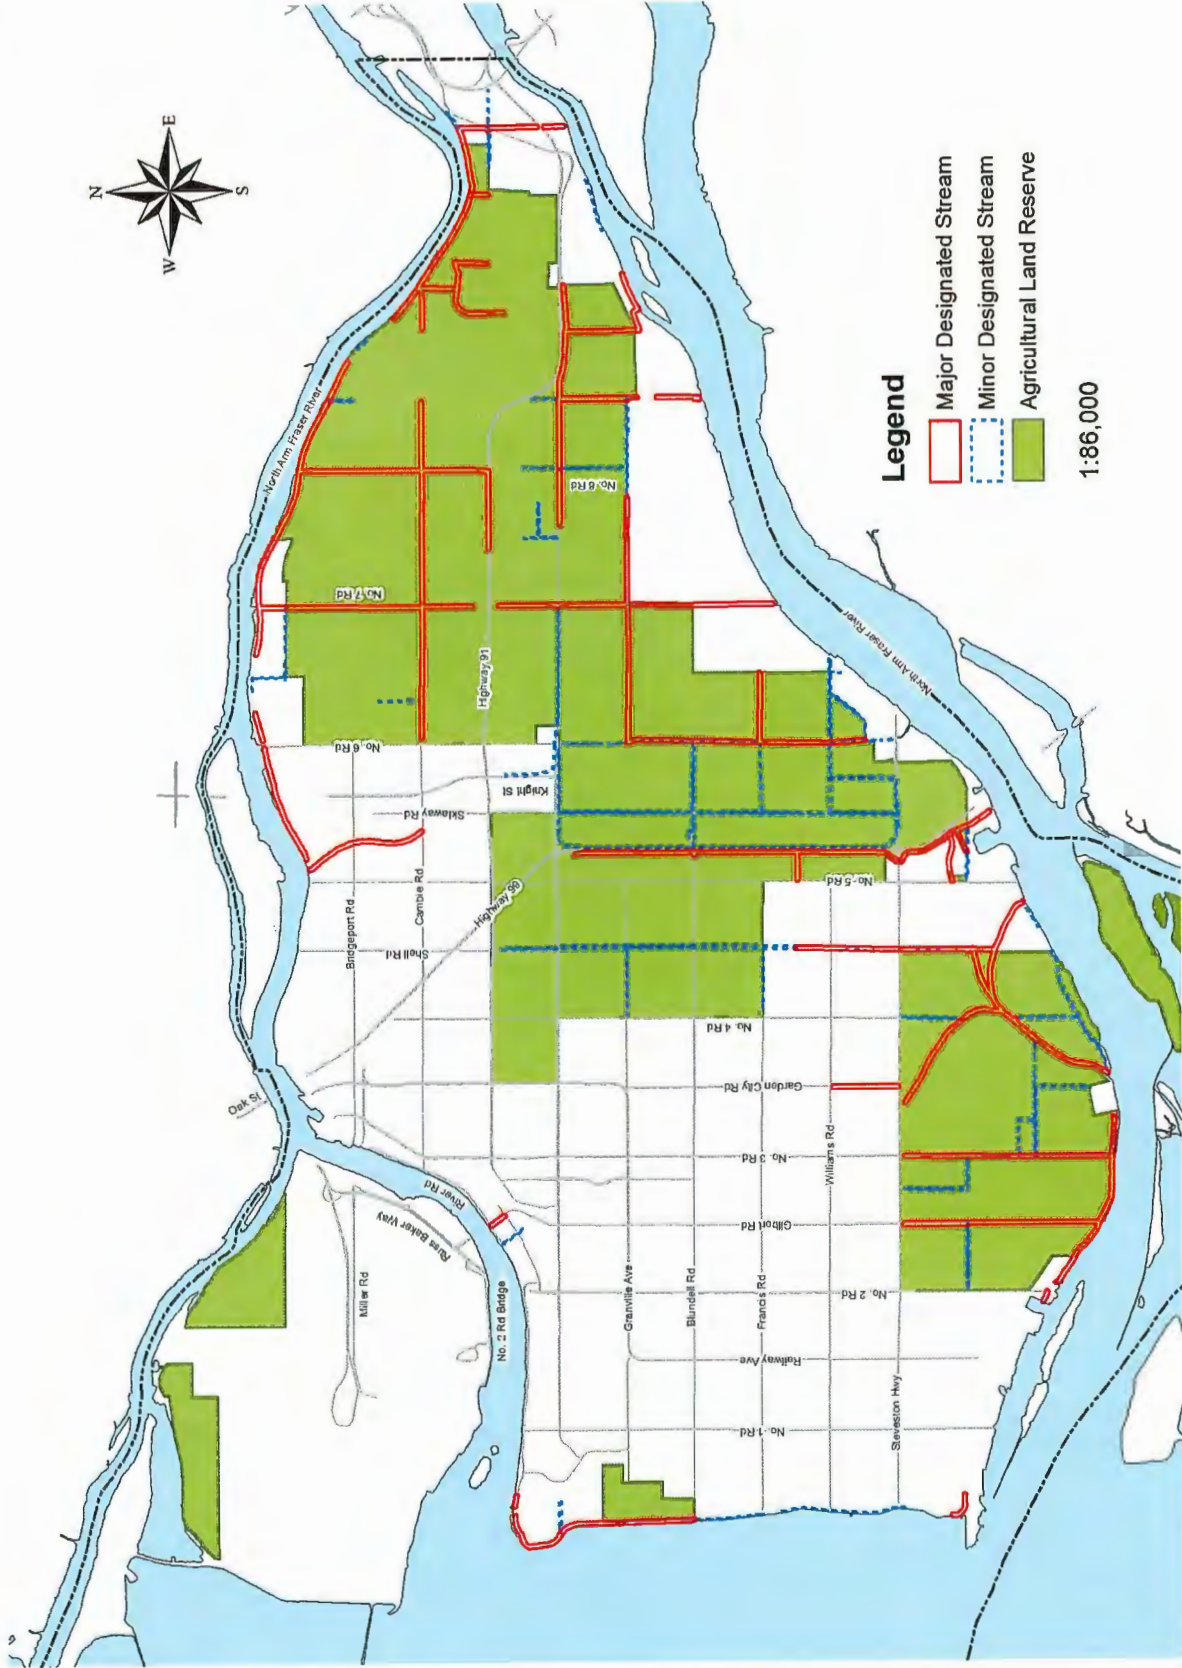 N
W
E
S
North Arm Fraser River
No. 7 Rd
No. 8 Rd
Highway 91
No. 6 Rd
Knight St
Sidaway Rd
Bridgeport Rd
Cambie Rd
Shell Rd
Highway 99
No. 5 Rd
No. 4 Rd
Garden City Rd
Oak St
River Rd
Russ Baker Way
Miller Rd
No. 2 Rd Bridge
No. 3 Rd
Williams Rd
Gilbert Rd
Granville Ave
Blundell Rd
Francis Rd
No. 2 Rd
Railway Ave
Steveston Hwy
No. 1 Rd
North Arm Fraser River
Legend
Major Designated Stream
Minor Designated Stream
Agricultural Land Reserve
1:86,000